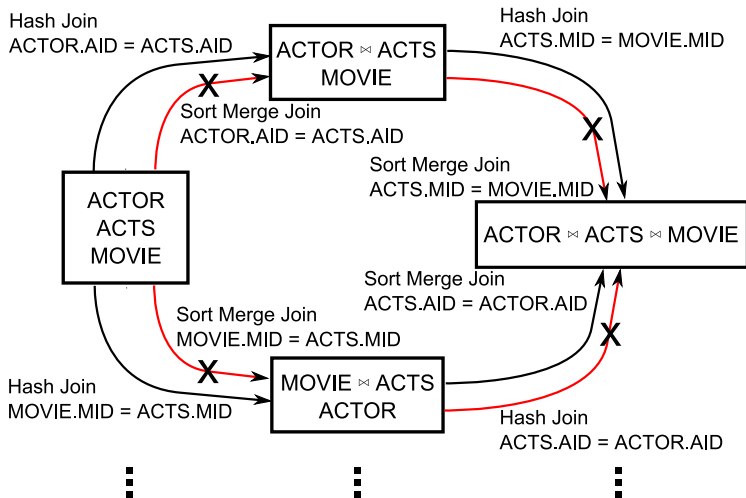 Hash Join
ACTOR.AID = ACTS.AID
Hash Join
ACTS.MID = MOVIE.MID
ACTOR ⋈ ACTS
MOVIE
Sort Merge Join
ACTOR.AID = ACTS.AID
Sort Merge Join
ACTS.MID = MOVIE.MID
ACTOR
ACTS
MOVIE
ACTOR ⋈ ACTS ⋈ MOVIE
Sort Merge Join
ACTS.AID = ACTOR.AID
Sort Merge Join
MOVIE.MID = ACTS.MID
Hash Join
MOVIE.MID = ACTS.MID
MOVIE ⋈ ACTS
ACTOR
Hash Join
ACTS.AID = ACTOR.AID